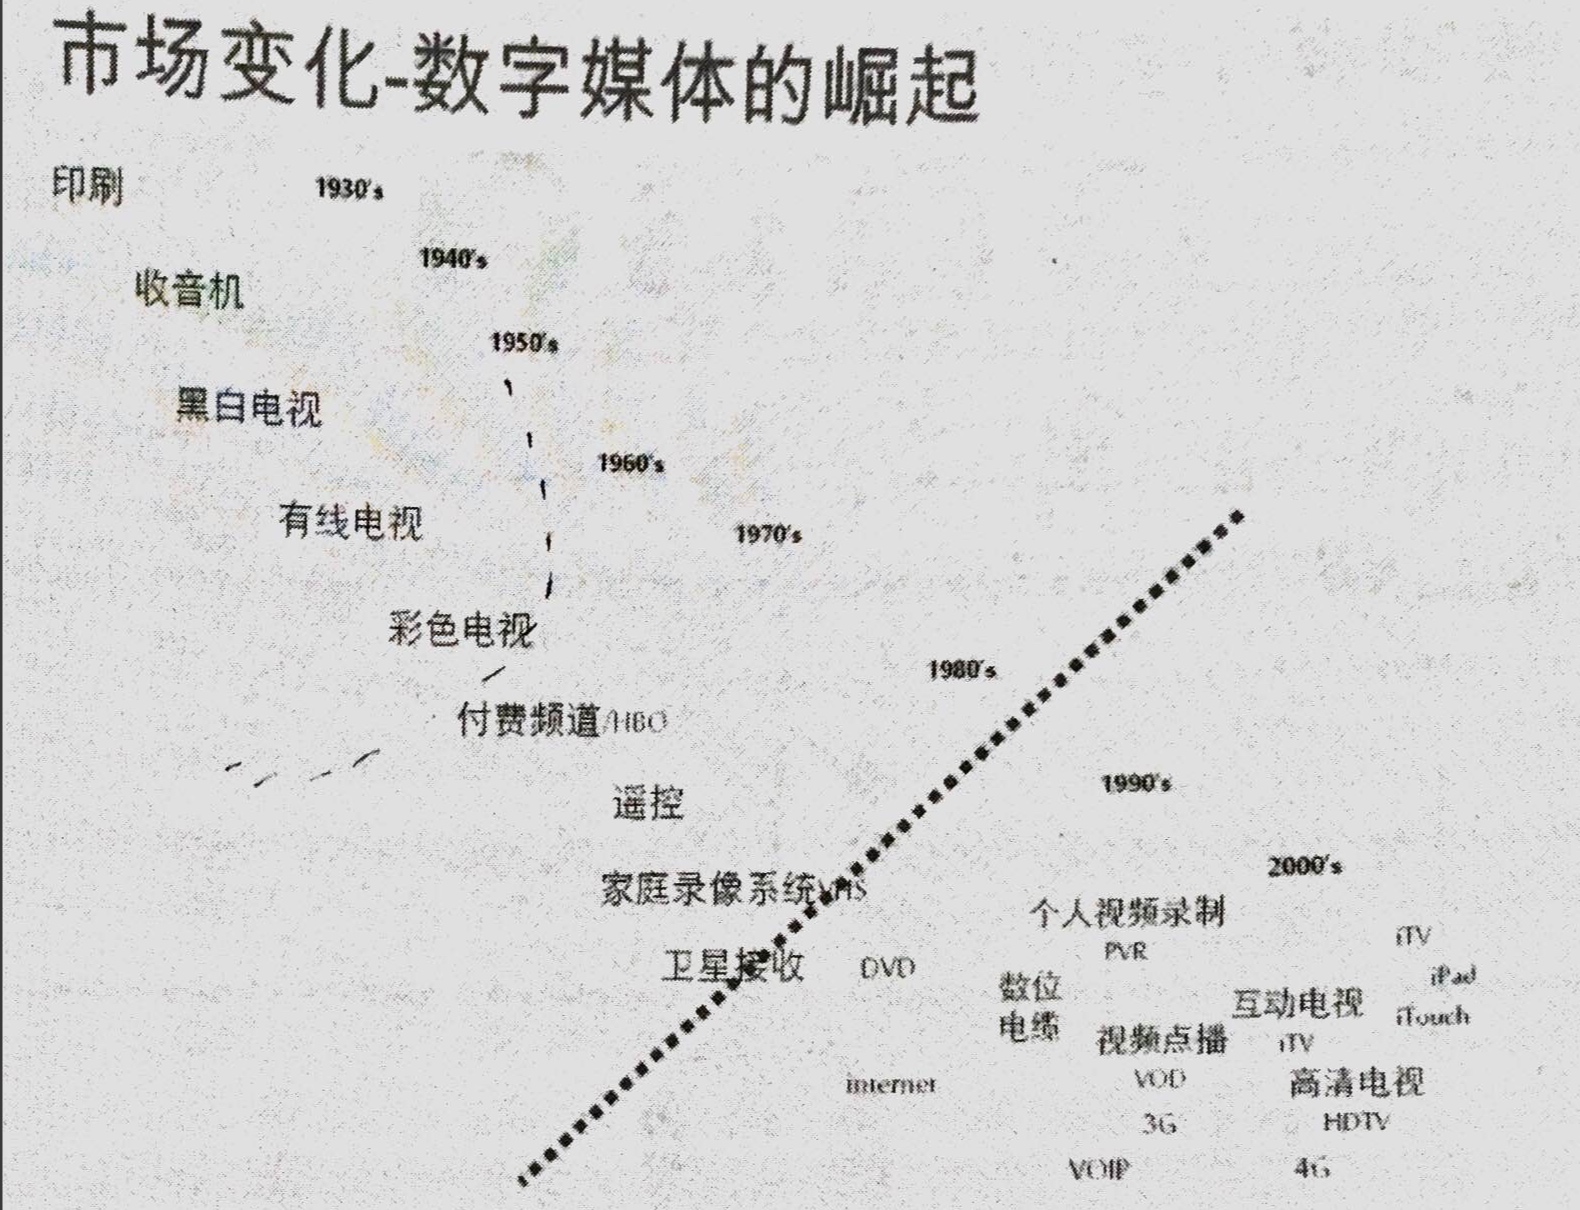 市场变化-数字媒体的崛起
印刷
1930's
1940's
收音机
1950's
黑白电视
1960's
有线电视
1970's
彩色电视
1980's
付费频道/HBO
1990's
遥控
2000's
家庭录像系统VHS
个人视频录制
PVR
iTV
卫星接收
DVD
数位
电缆
iPad
互动电视
iTV
iTouch
视频点播
VOD
internet
高清电视
HDTV
3G
VOIP
4G